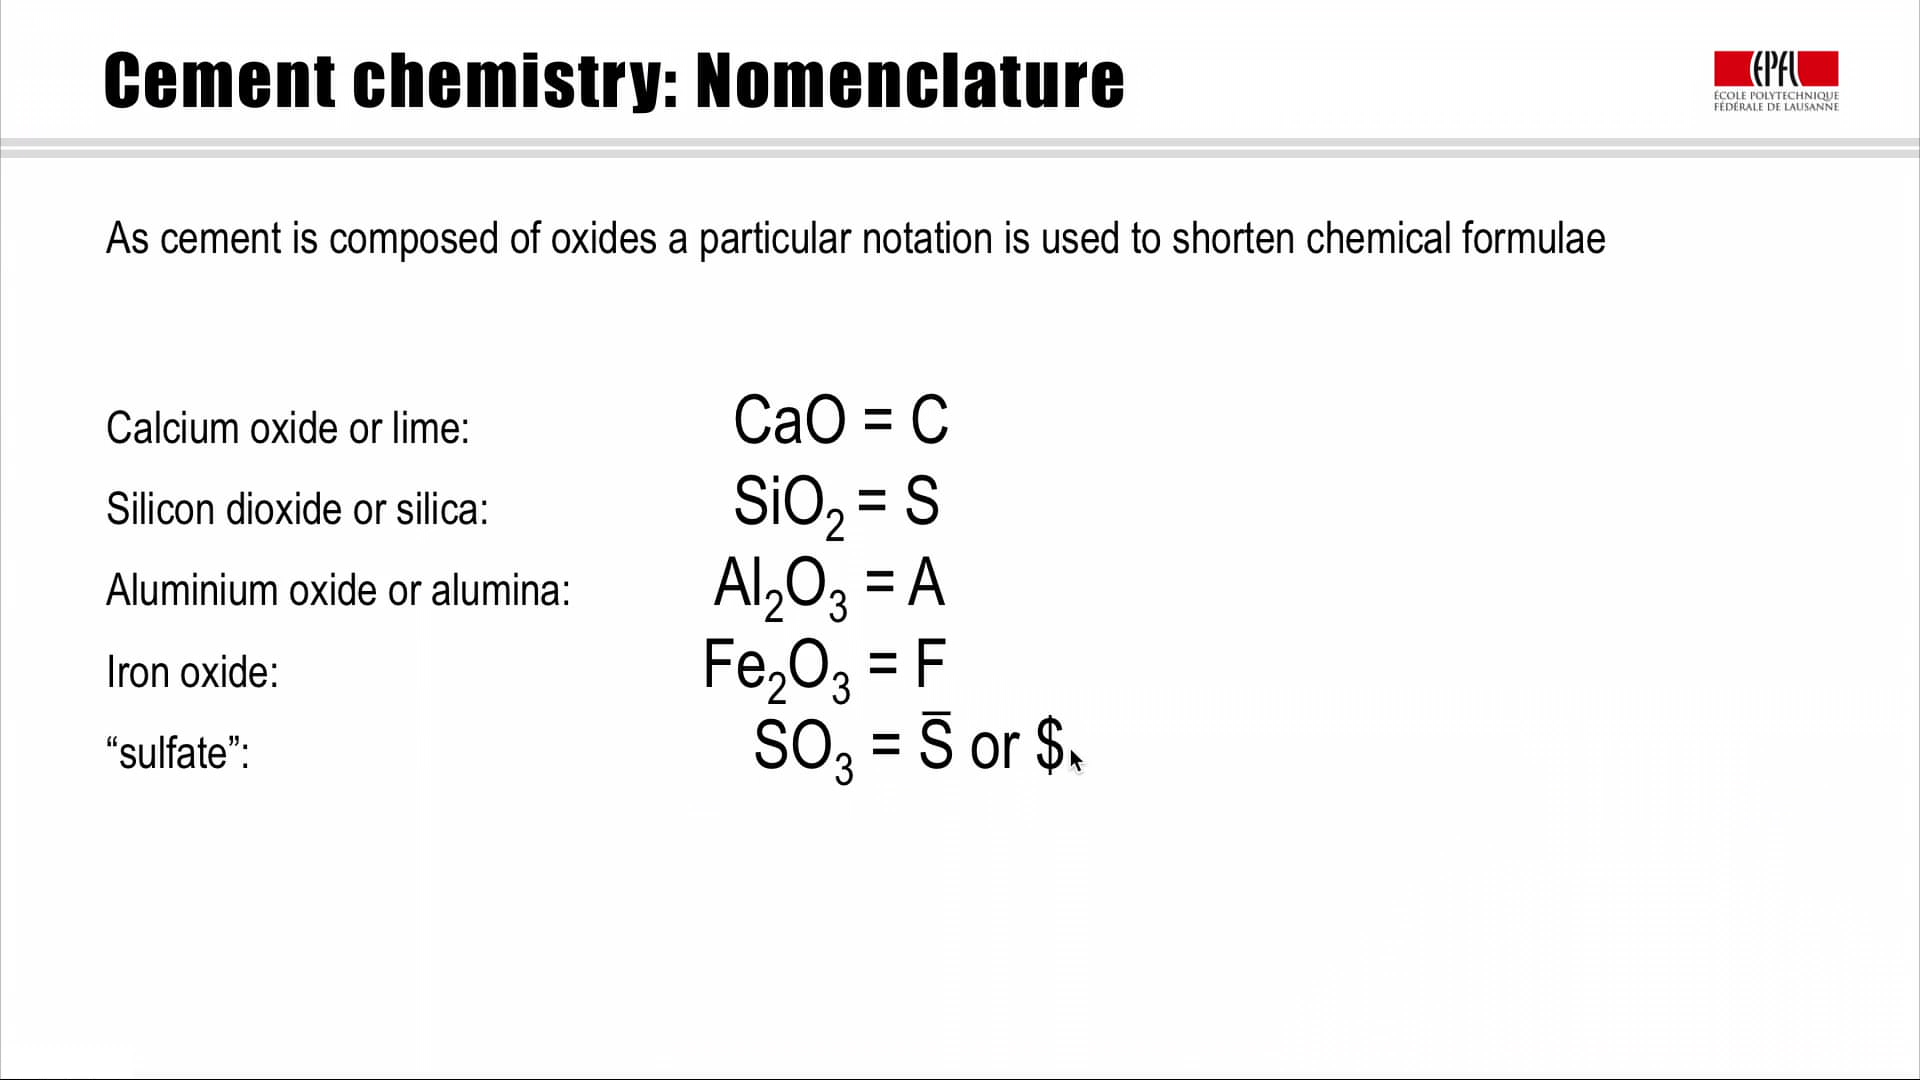 Cement chemistry: Nomenclature
EPFL
ÉCOLE POLYTECHNIQUE
FÉDÉRALE DE LAUSANNE
As cement is composed of oxides a particular notation is used to shorten chemical formulae
Calcium oxide or lime: CaO = C
Silicon dioxide or silica: SiO₂ = S
Aluminium oxide or alumina: Al₂O₃ = A
Iron oxide: Fe₂O₃ = F
“sulfate”: SO₃ = S̅ or $